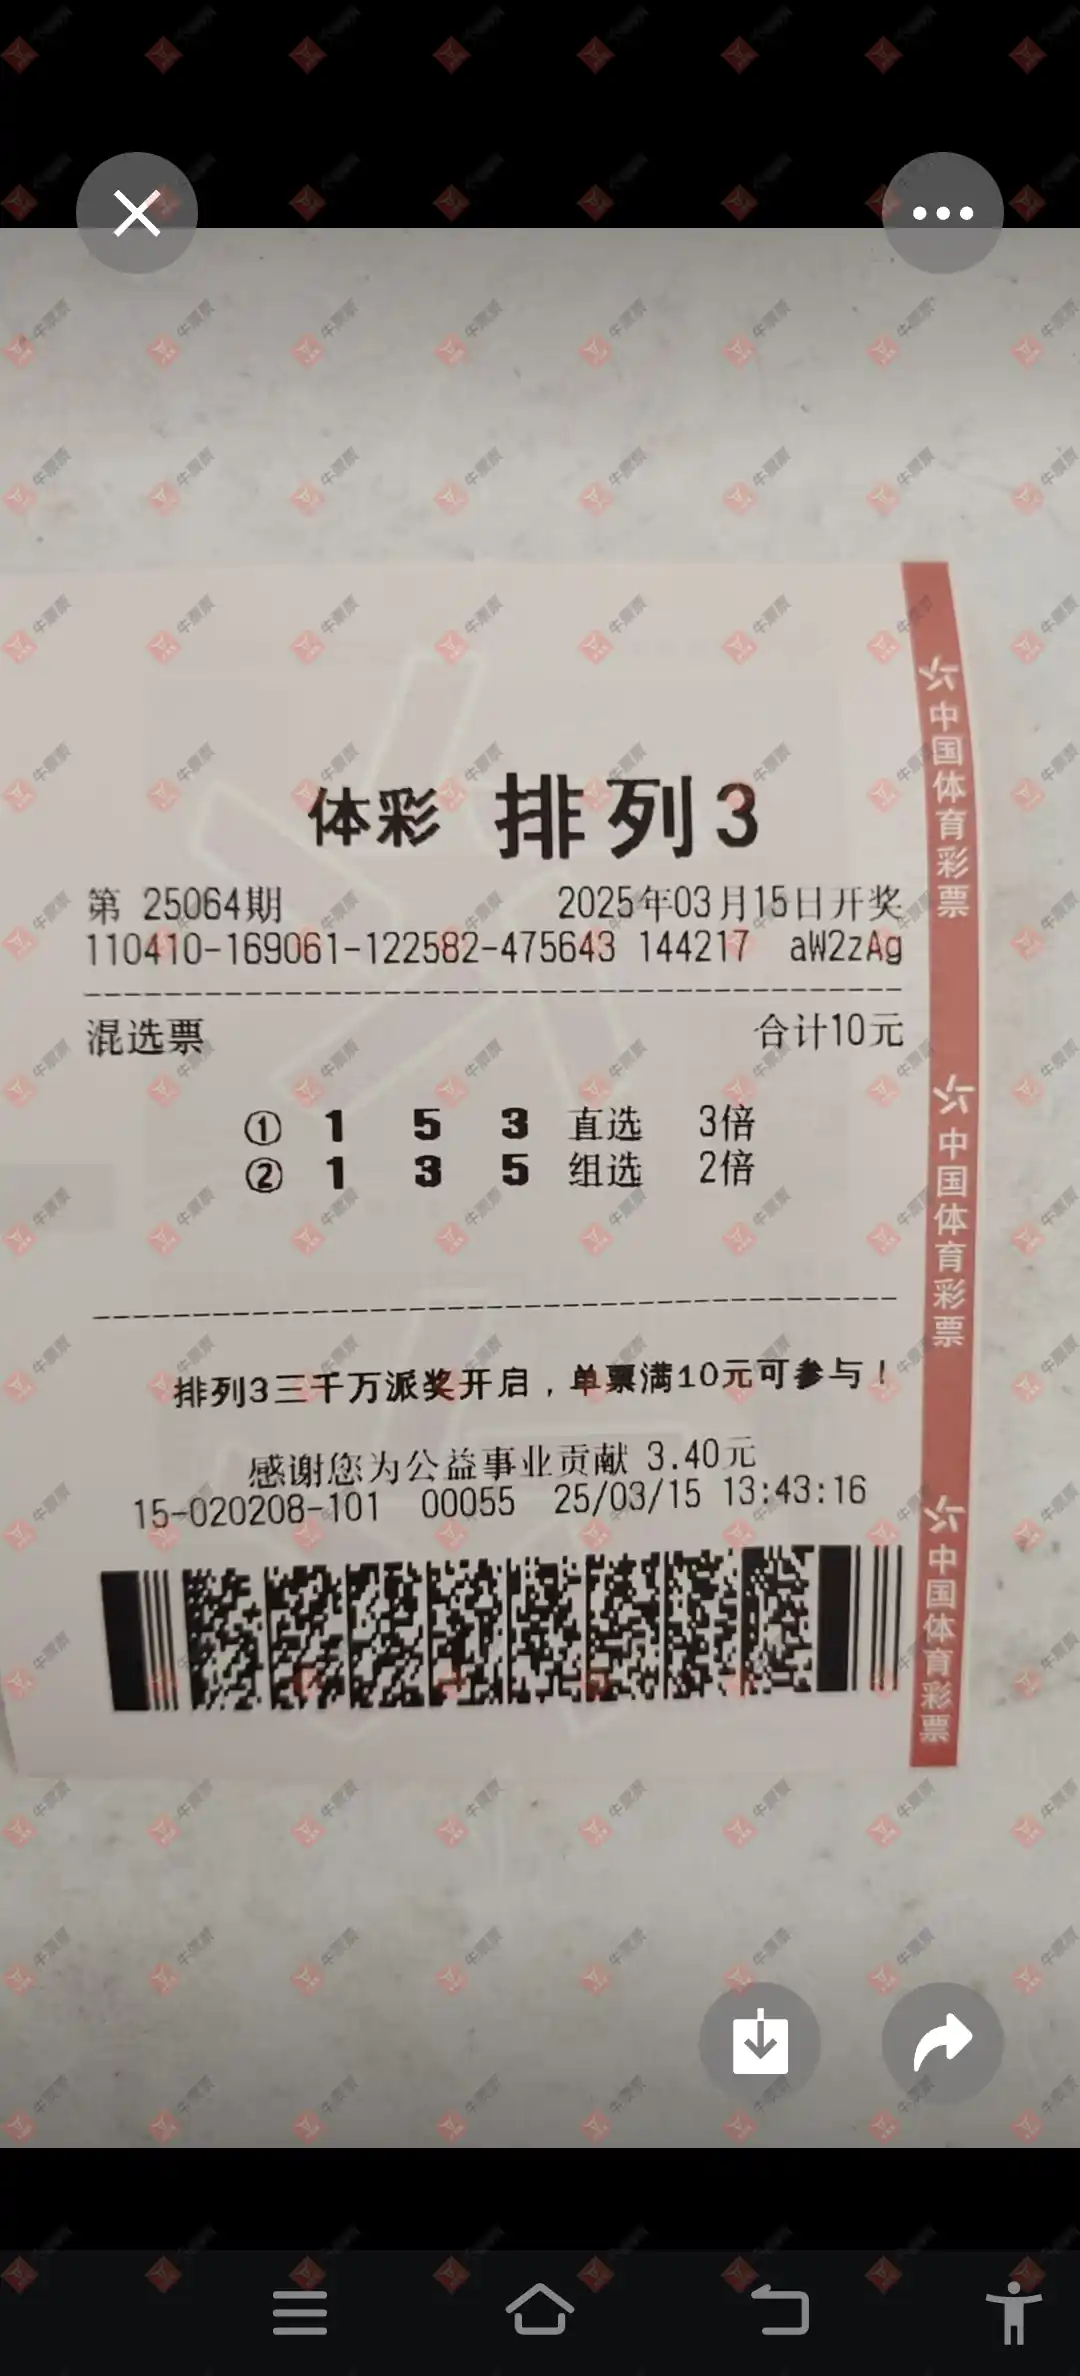 体彩 排列3
第 25064期 2025年03月15日开奖
110410-169061-122582-475643 144217 aW2zAg
混选票 合计10元
① 1 5 3 直选 3倍
② 1 3 5 组选 2倍
排列3三千万派奖开启，单票满10元可参与！
感谢您为公益事业贡献 3.40元
15-020208-101 00055 25/03/15 13:43:16
中国体育彩票
中国体育彩票
中国体育彩票
牛票票